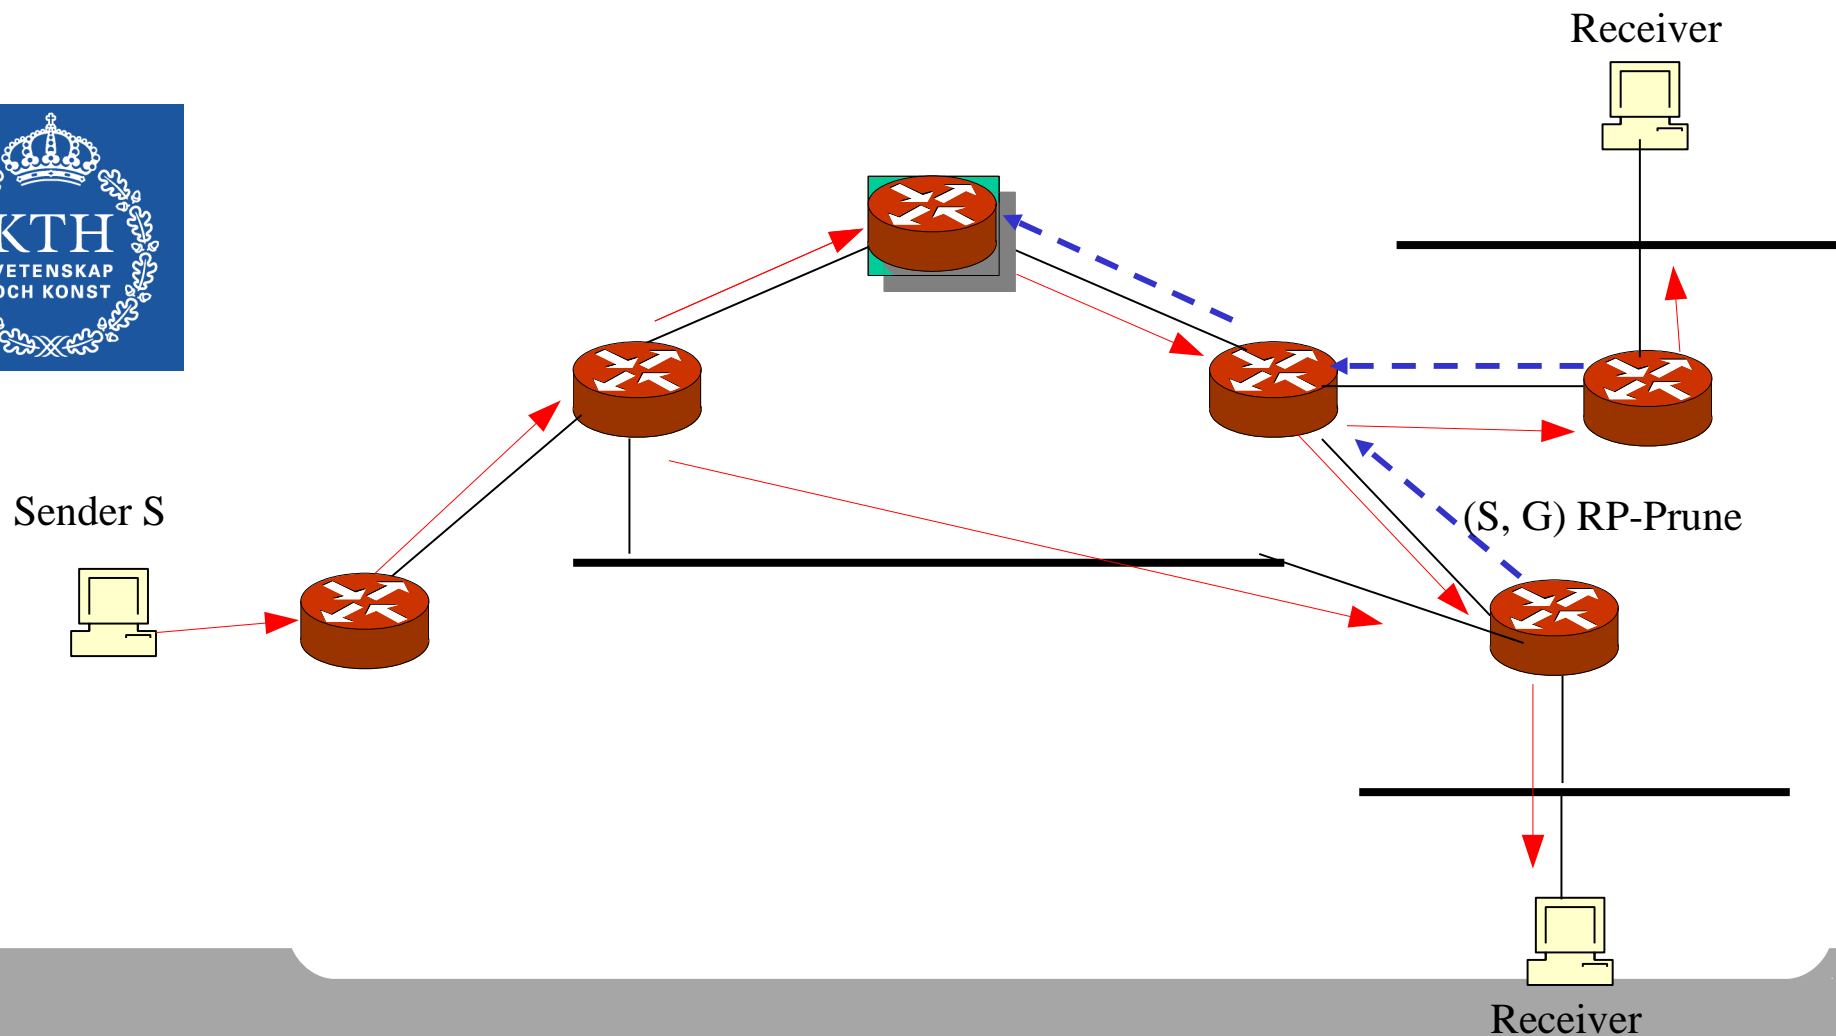 Receiver
KTH
VETENSKAP
OCH KONST
Sender S
(S, G) RP-Prune
Receiver